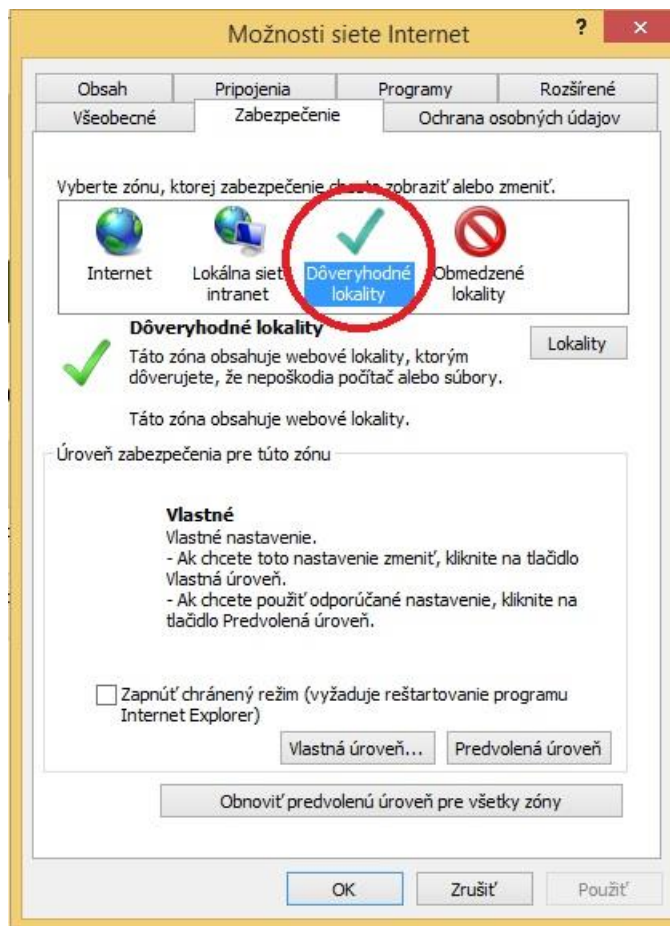 Možnosti siete Internet
?
Obsah
Pripojenia
Programy
Rozšírené
Všeobecné
Zabezpečenie
Ochrana osobných údajov
Vyberte zónu, ktorej zabezpečenie chcete zobraziť alebo zmeniť.
Internet
Lokálna sieť
intranet
Dôveryhodné
lokality
Obmedzené
lokality
Dôveryhodné lokality
Lokality
Táto zóna obsahuje webové lokality, ktorým
dôverujete, že nepoškodia počítač alebo súbory.
Táto zóna obsahuje webové lokality.
Úroveň zabezpečenia pre túto zónu
Vlastné
Vlastné nastavenie.
- Ak chcete toto nastavenie zmeniť, kliknite na tlačidlo
Vlastná úroveň.
- Ak chcete použiť odporúčané nastavenie, kliknite na
tlačidlo Predvolená úroveň.
Zapnúť chránený režim (vyžaduje reštartovanie programu
Internet Explorer)
Vlastná úroveň...
Predvolená úroveň
Obnoviť predvolenú úroveň pre všetky zóny
OK
Zrušiť
Použiť